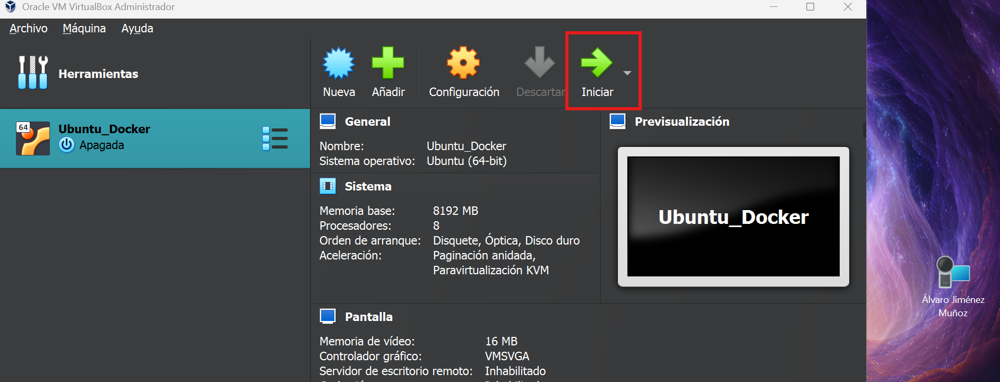 Oracle VM VirtualBox Administrador
Archivo Máquina Ayuda
Herramientas
Nueva Añadir Configuración Descartar Iniciar
64
Ubuntu_Docker
Apagada
General
Nombre: Ubuntu_Docker
Sistema operativo: Ubuntu (64-bit)
Sistema
Memoria base: 8192 MB
Procesadores: 8
Orden de arranque: Disquete, Óptica, Disco duro
Aceleración: Paginación anidada,
Paravirtualización KVM
Previsualización
Ubuntu_Docker
Pantalla
Memoria de vídeo: 16 MB
Controlador gráfico: VMSVGA
Servidor de escritorio remoto: Inhabilitado
Álvaro Jiménez
Muñoz